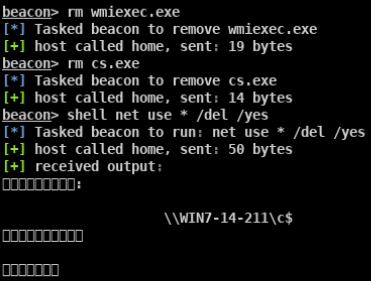 beacon> rm wmiexec.exe
[*] Tasked beacon to remove wmiexec.exe
[+] host called home, sent: 19 bytes
beacon> rm cs.exe
[*] Tasked beacon to remove cs.exe
[+] host called home, sent: 14 bytes
beacon> shell net use * /del /yes
[*] Tasked beacon to run: net use * /del /yes
[+] host called home, sent: 50 bytes
[+] received output:
□□□□□□□□□:
\\WIN7-14-211\c$
□□□□□□□□□□
□□□□□□□